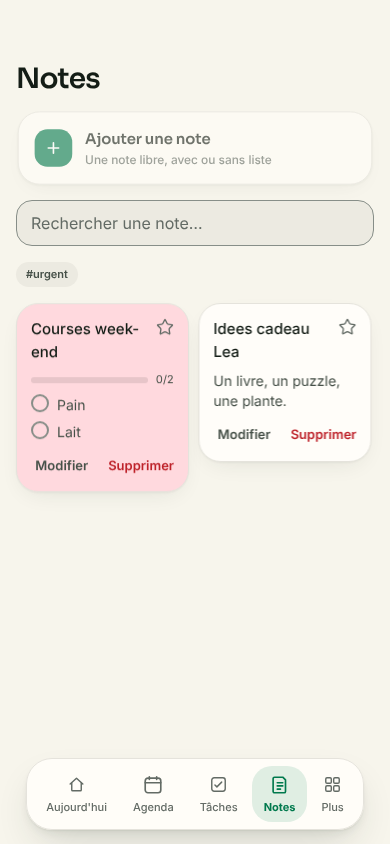 Notes
Ajouter une note
Une note libre, avec ou sans liste
Rechercher une note...
#urgent
Courses week-
end
0/2
Pain
Lait
Modifier Supprimer
Idees cadeau
Lea
Un livre, un puzzle,
une plante.
Modifier Supprimer
Aujourd'hui Agenda Tâches Notes Plus